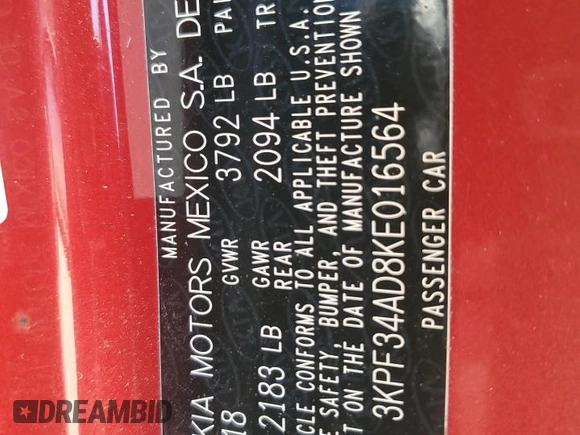 MANUFACTURED BY
KIA MOTORS MEXICO S.A. DE
18 GVWR 3792 LB PAI
GAWR
2183 LB REAR 2094 LB TR
CLE CONFORMS TO ALL APPLICABLE U.S.A.
E SAFETY, BUMPER, AND THEFT PREVENTION
T ON THE DATE OF MANUFACTURE SHOWN
3KPF34AD8KE016564
PASSENGER CAR
DREAMBID